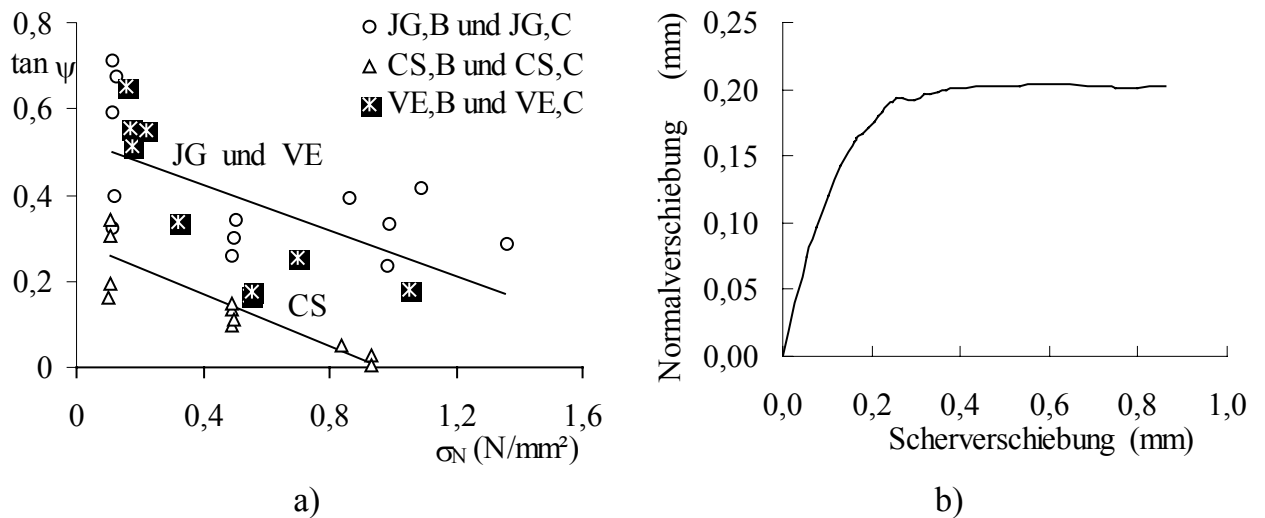 0,8
tan ψ
0,6
0,4
0,2
0
0
0,4
0,8
1,2
1,6
σN (N/mm²)
JG,B und JG,C
CS,B und CS,C
VE,B und VE,C
JG und VE
CS
a)
Normalverschiebung (mm)
0,25
0,20
0,15
0,10
0,05
0,00
0,0
0,2
0,4
0,6
0,8
1,0
Scherverschiebung (mm)
b)